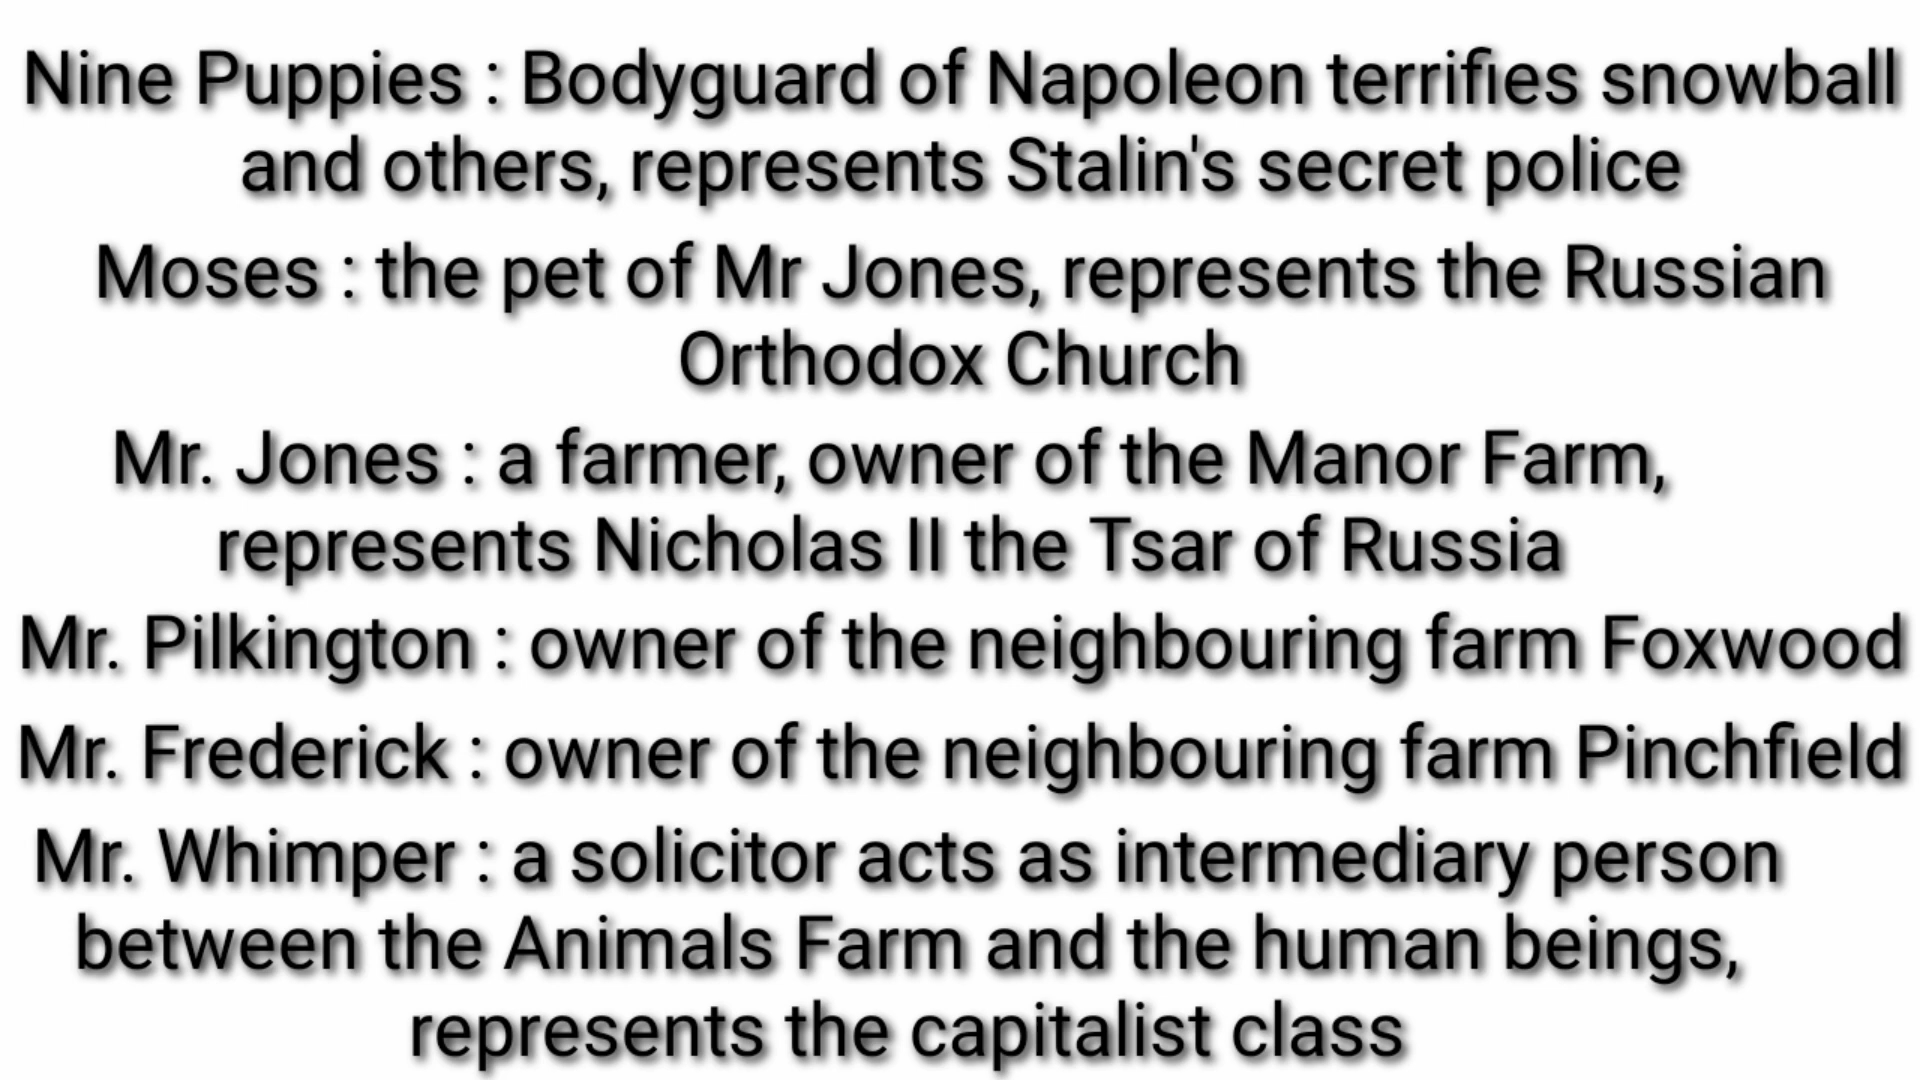 Nine Puppies : Bodyguard of Napoleon terrifies snowball
and others, represents Stalin's secret police
Moses : the pet of Mr Jones, represents the Russian
Orthodox Church
Mr. Jones : a farmer, owner of the Manor Farm,
represents Nicholas II the Tsar of Russia
Mr. Pilkington : owner of the neighbouring farm Foxwood
Mr. Frederick : owner of the neighbouring farm Pinchfield
Mr. Whimper : a solicitor acts as intermediary person
between the Animals Farm and the human beings,
represents the capitalist class